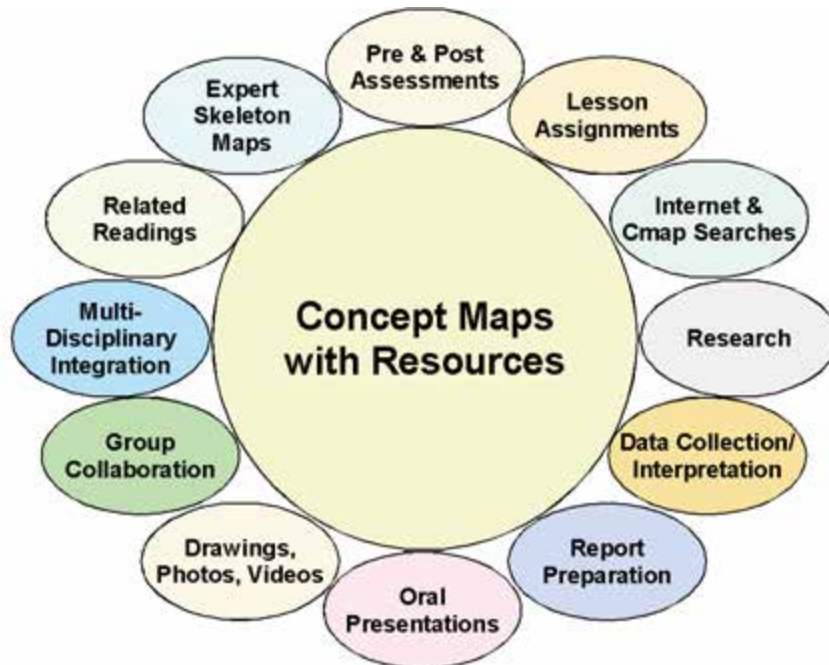 Pre & Post
Assessments
Lesson
Assignments
Internet &
Cmap Searches
Research
Data Collection/
Interpretation
Report
Preparation
Oral
Presentations
Drawings,
Photos, Videos
Group
Collaboration
Multi-
Disciplinary
Integration
Related
Readings
Expert
Skeleton
Maps
Concept Maps
with Resources